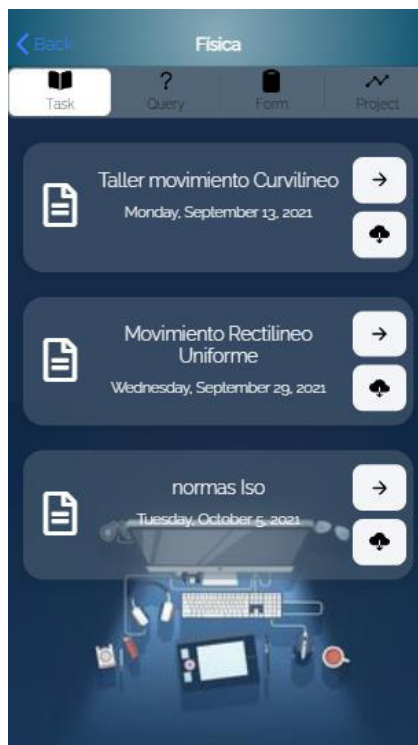 Back
Física
Task
?
Query
Form
Project
Taller movimiento Curvilíneo
Monday, September 13, 2021
Movimiento Rectilineo
Uniforme
Wednesday, September 29, 2021
normas Iso
Tuesday, October 5, 2021